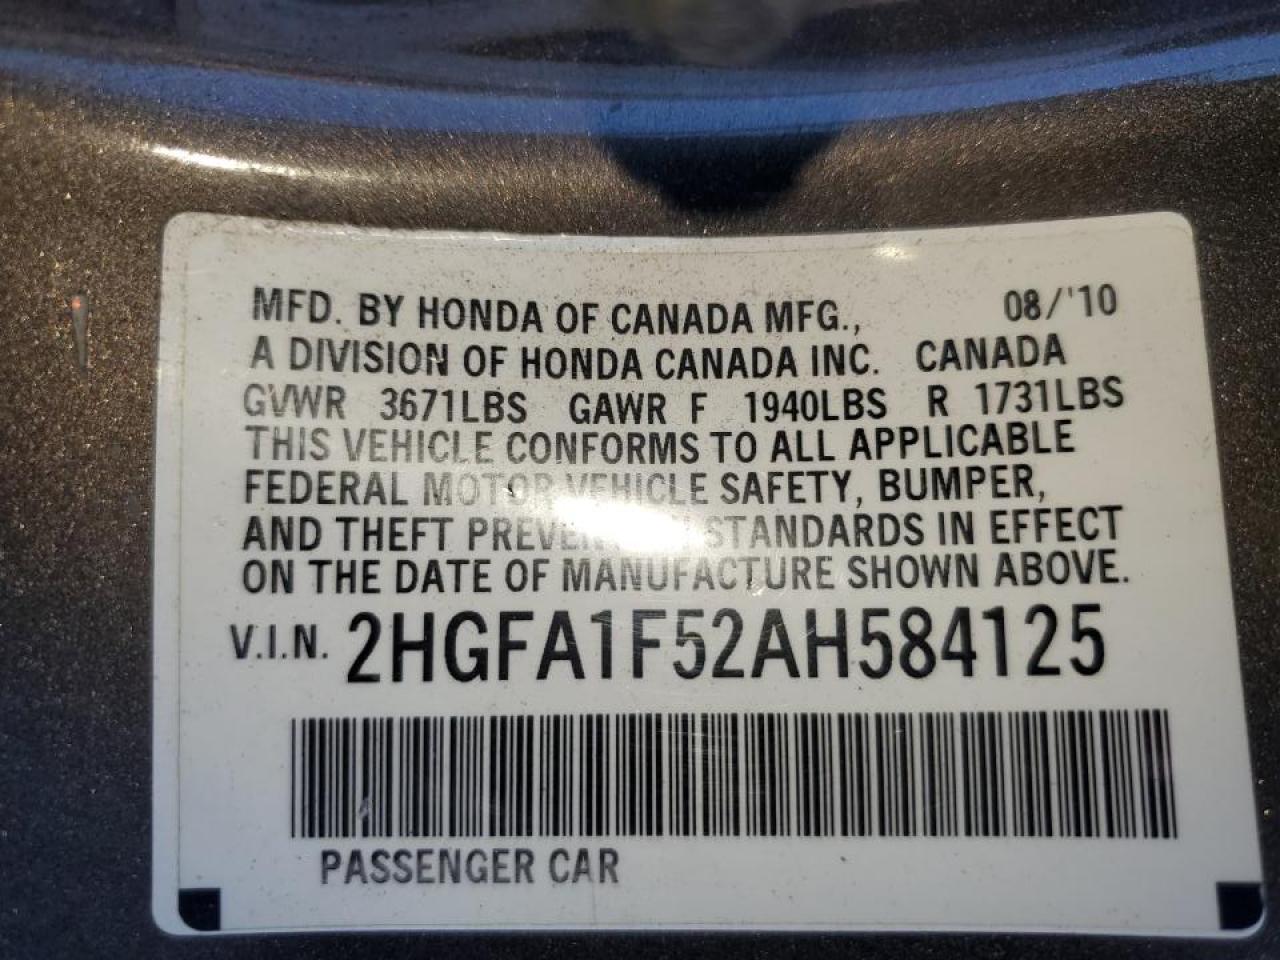 MFD. BY HONDA OF CANADA MFG., 08/'10
A DIVISION OF HONDA CANADA INC. CANADA
GVWR 3671LBS GAWR F 1940LBS R 1731LBS
THIS VEHICLE CONFORMS TO ALL APPLICABLE
FEDERAL MOTOR VEHICLE SAFETY, BUMPER,
AND THEFT PREVENTION STANDARDS IN EFFECT
ON THE DATE OF MANUFACTURE SHOWN ABOVE.
V.I.N. 2HGFA1F52AH584125
PASSENGER CAR